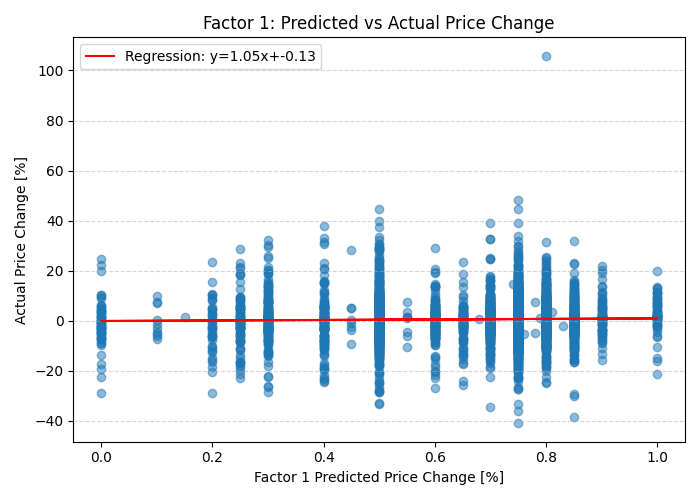 Factor 1: Predicted vs Actual Price Change
Regression: y=1.05x+-0.13
Actual Price Change [%]
100
80
60
40
20
0
−20
−40
0.0 0.2 0.4 0.6 0.8 1.0
Factor 1 Predicted Price Change [%]